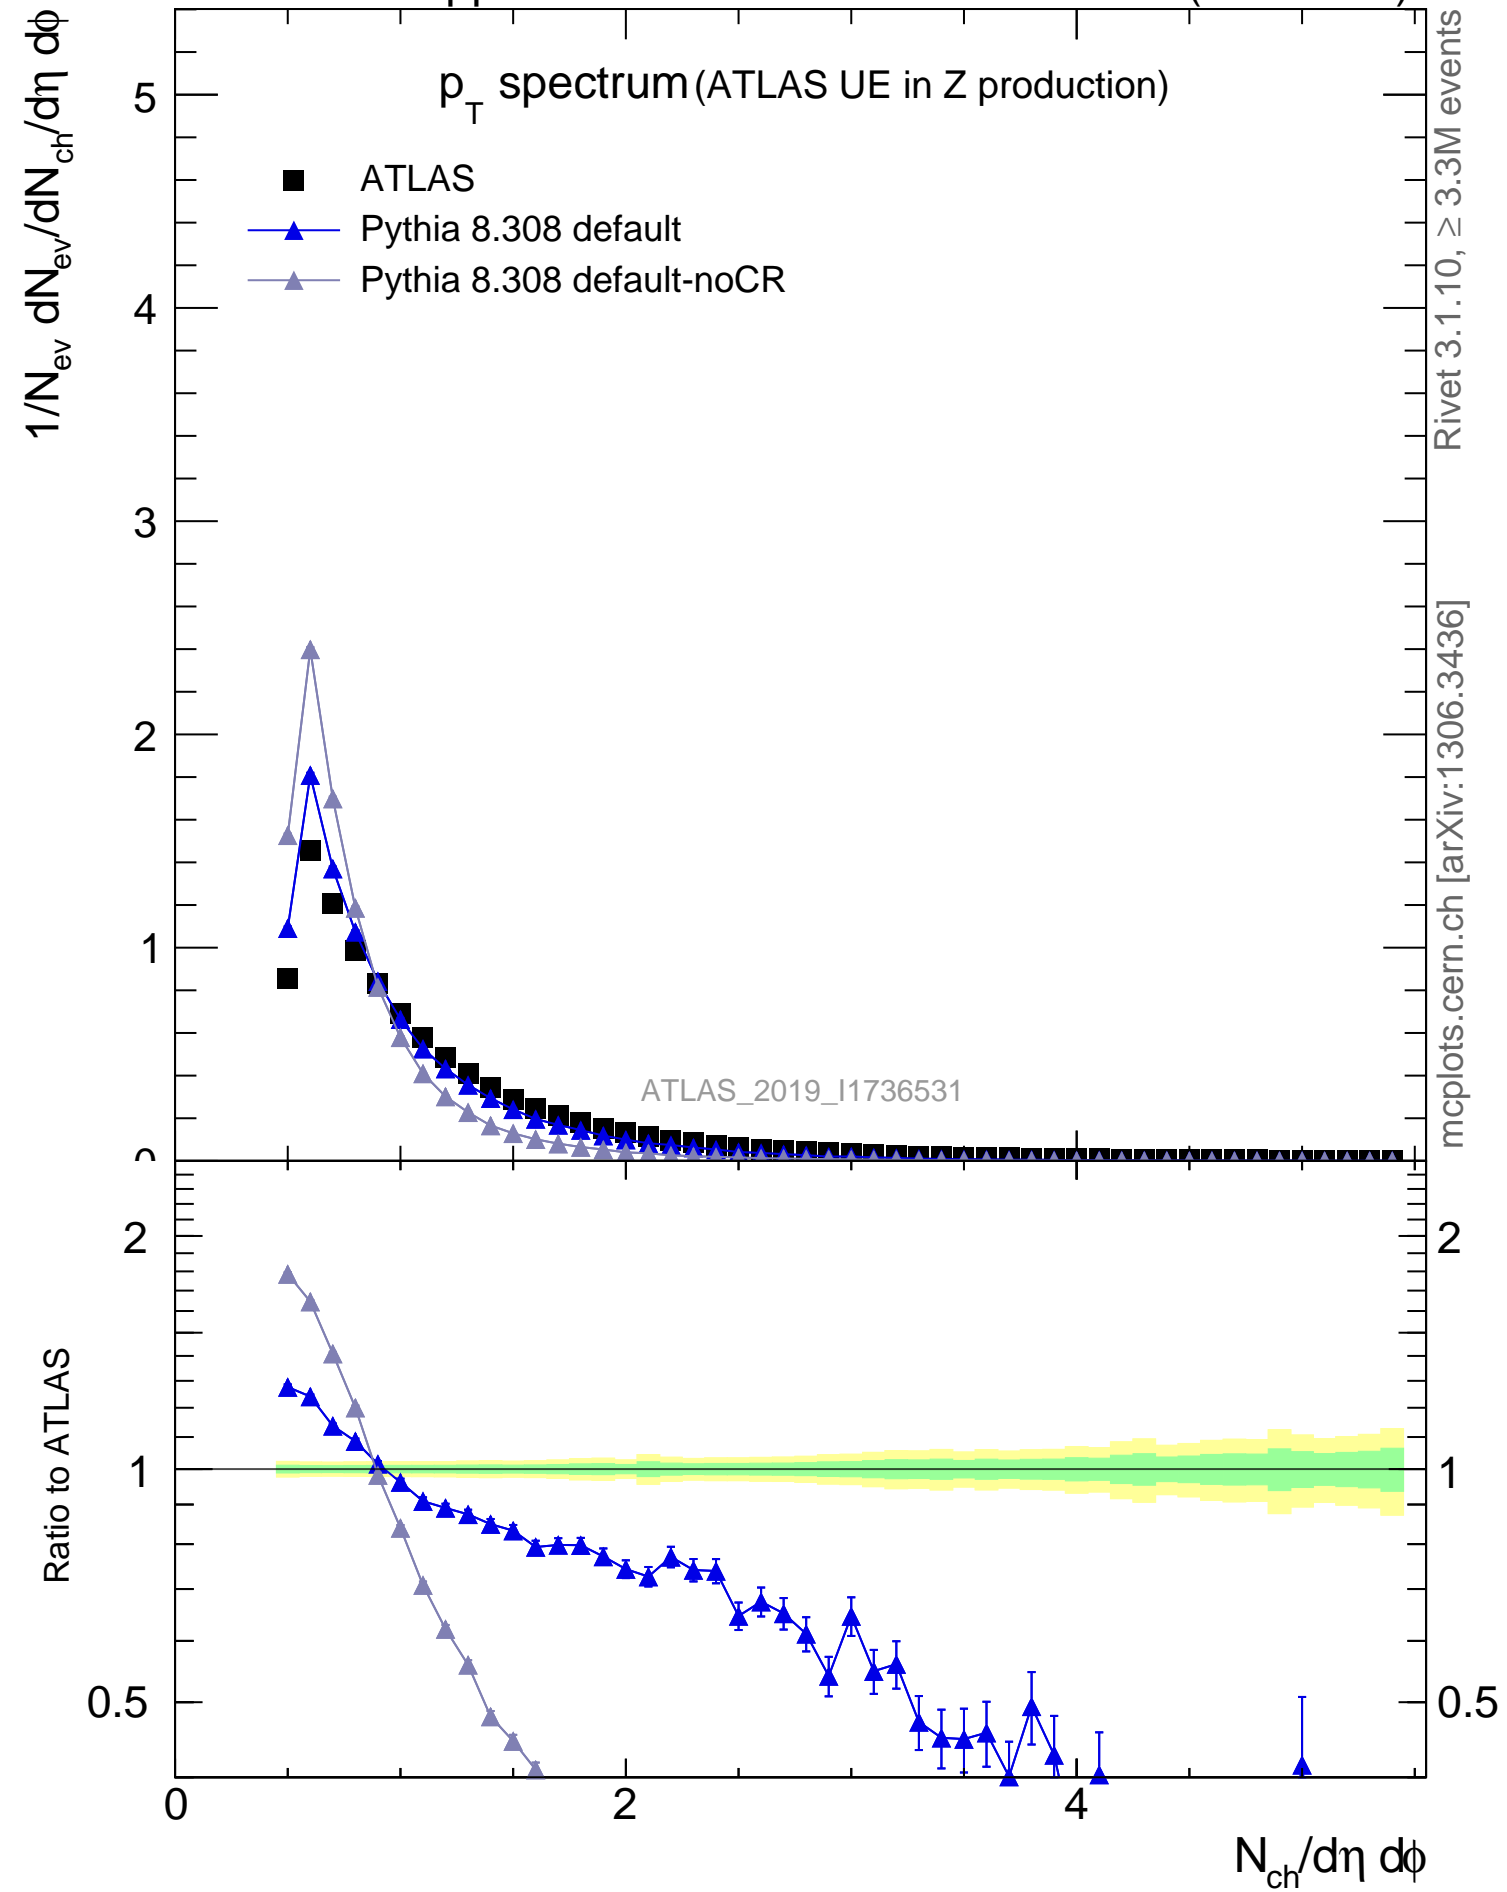 p_T spectrum (ATLAS UE in Z production)
ATLAS
Pythia 8.308 default
Pythia 8.308 default-noCR
1/N_ev dN_ev/dN_ch/dη dϕ
5
4
3
2
1
0
ATLAS_2019_I1736531
Rivet 3.1.10, ≥ 3.3M events
mcplots.cern.ch [arXiv:1306.3436]
Ratio to ATLAS
2
1
0.5
2
1
0.5
0
2
4
N_ch/dη dϕ